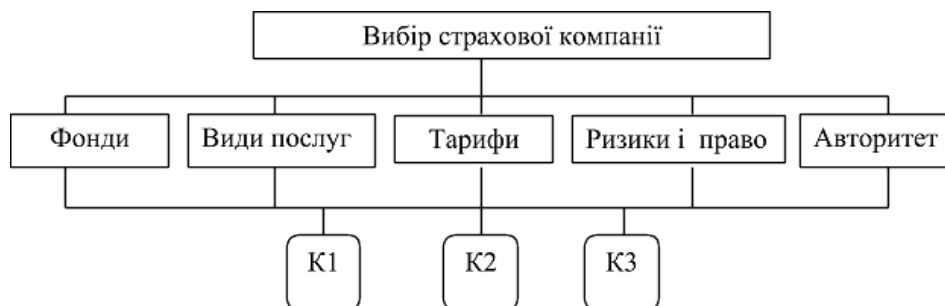 Вибір страхової компанії
Фонди
Види послуг
Тарифи
Ризики і право
Авторитет
К1
К2
К3